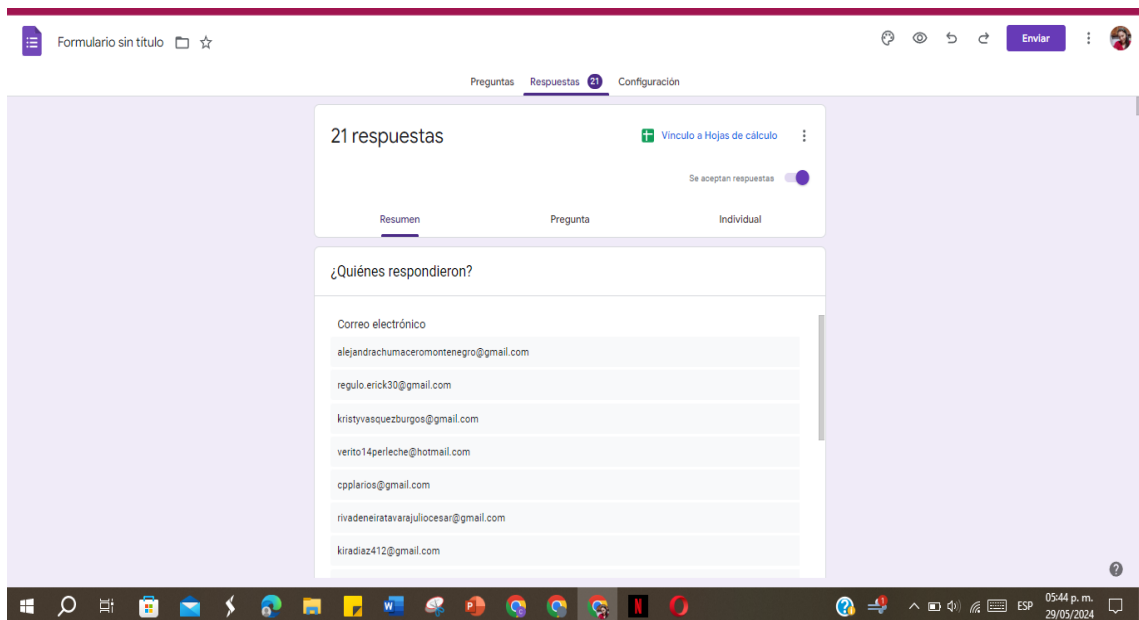 Formulario sin título
Enviar
Preguntas Respuestas 21 Configuración
21 respuestas
Vínculo a Hojas de cálculo
Se aceptan respuestas
Resumen Pregunta Individual
¿Quiénes respondieron?
Correo electrónico
alejandrachumaceromontenegro@gmail.com
regulo.erick30@gmail.com
kristyvasquezburgos@gmail.com
verito14perleche@hotmail.com
cpplarios@gmail.com
rivadeneiratavarajuliocesar@gmail.com
kiradiaz412@gmail.com
ESP
05:44 p. m.
29/05/2024